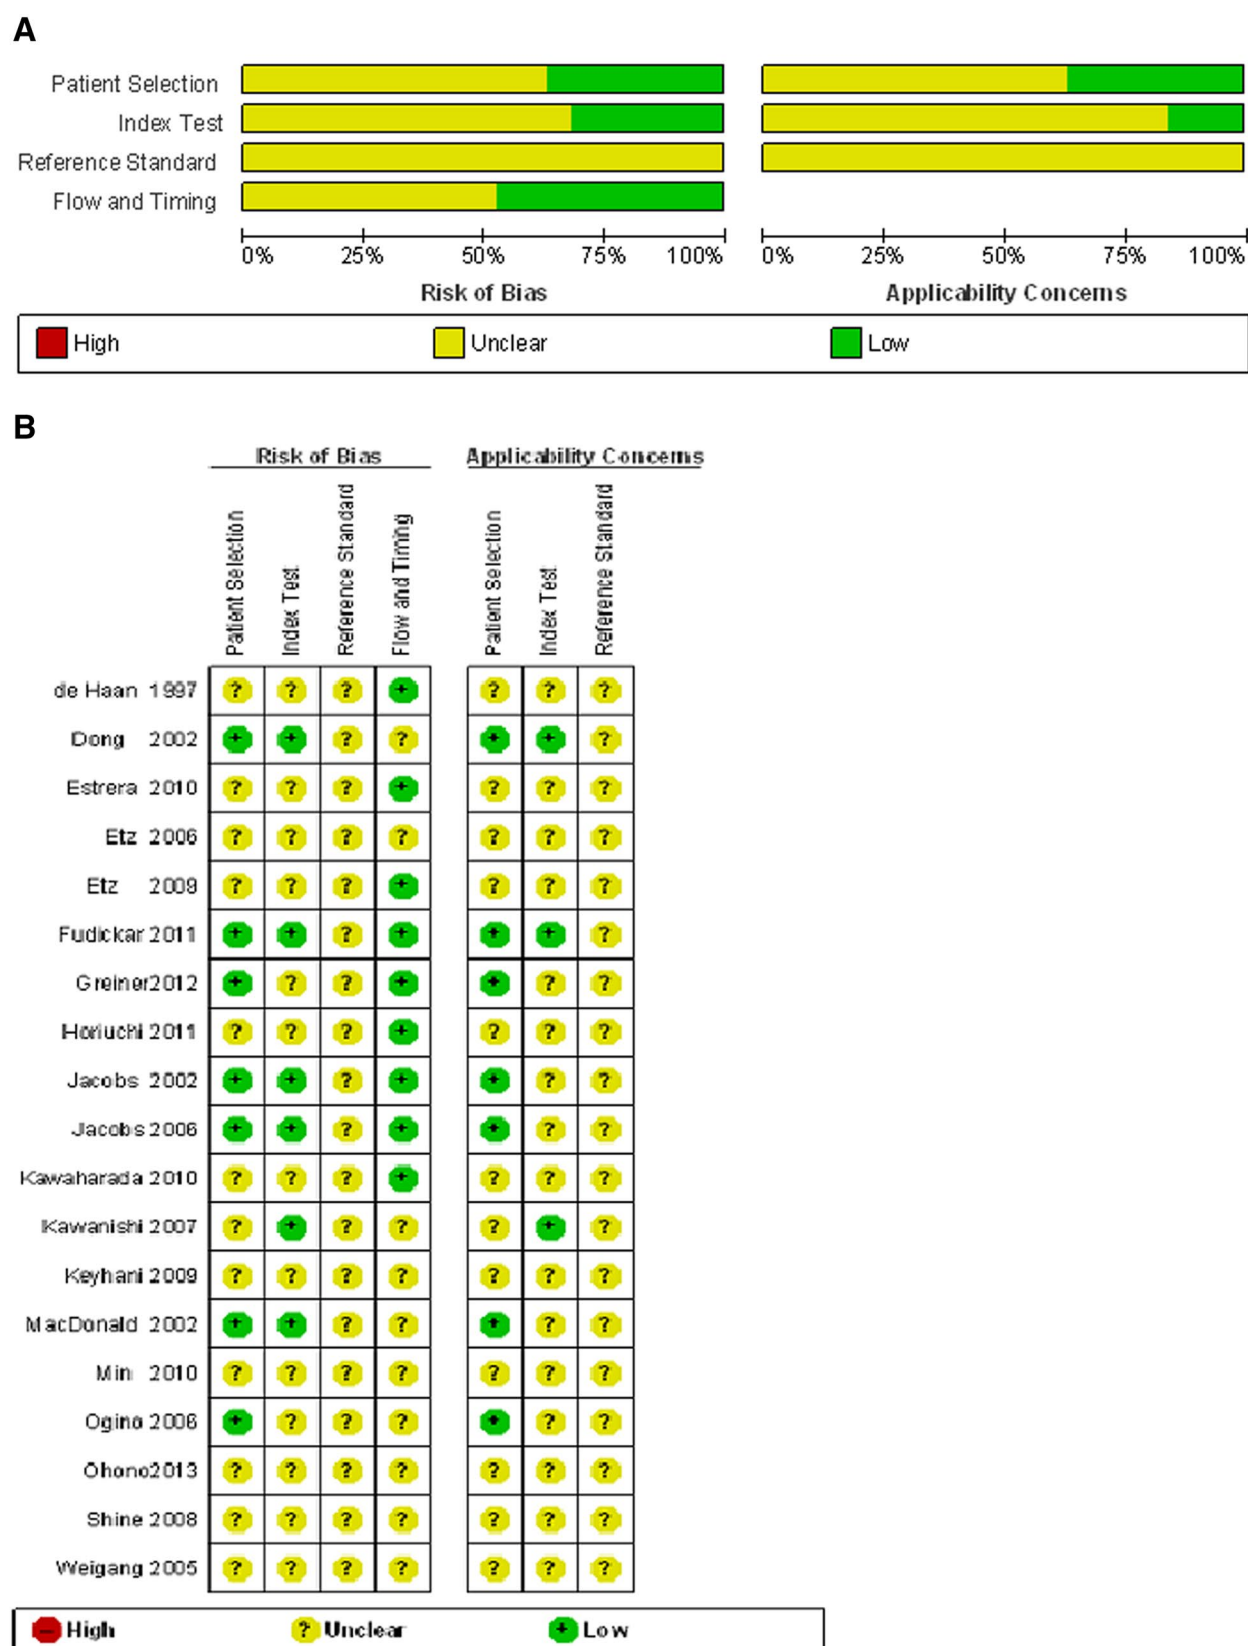 A
Patient Selection
Index Test
Reference Standard
Flow and Timing
0% 25% 50% 75% 100% 0% 25% 50% 75% 100%
Risk of Bias Applicability Concerns
High Unclear Low
B
Risk of Bias Applicability Concerns
Patient Selection
Index Test
Reference Standard
Flow and Timing
Patient Selection
Index Test
Reference Standard
de Haan 1997 ? ? ? + ? ? ?
Dong 2002 + + ? ? + + ?
Estrera 2010 ? ? ? + ? ? ?
Etz 2006 ? ? ? ? ? ? ?
Etz 2009 ? ? ? + ? ? ?
Fudickar 2011 + + ? + + + ?
Greiner2012 + ? ? + + ? ?
Horiuchi 2011 ? ? ? + ? ? ?
Jacobs 2002 + + ? + + ? ?
Jacobs 2006 + + ? + + ? ?
Kawaharada 2010 ? ? ? + ? ? ?
Kawanishi 2007 ? + ? ? ? + ?
Keyhani 2009 ? ? ? ? ? ? ?
MacDonald 2002 + + ? ? + ? ?
Min 2010 ? ? ? ? ? ? ?
Ogino 2006 + ? ? ? + ? ?
Ohono2013 ? ? ? ? ? ? ?
Shine 2008 ? ? ? ? ? ? ?
Weigang 2005 ? ? ? ? ? ? ?
– High ? Unclear + Low